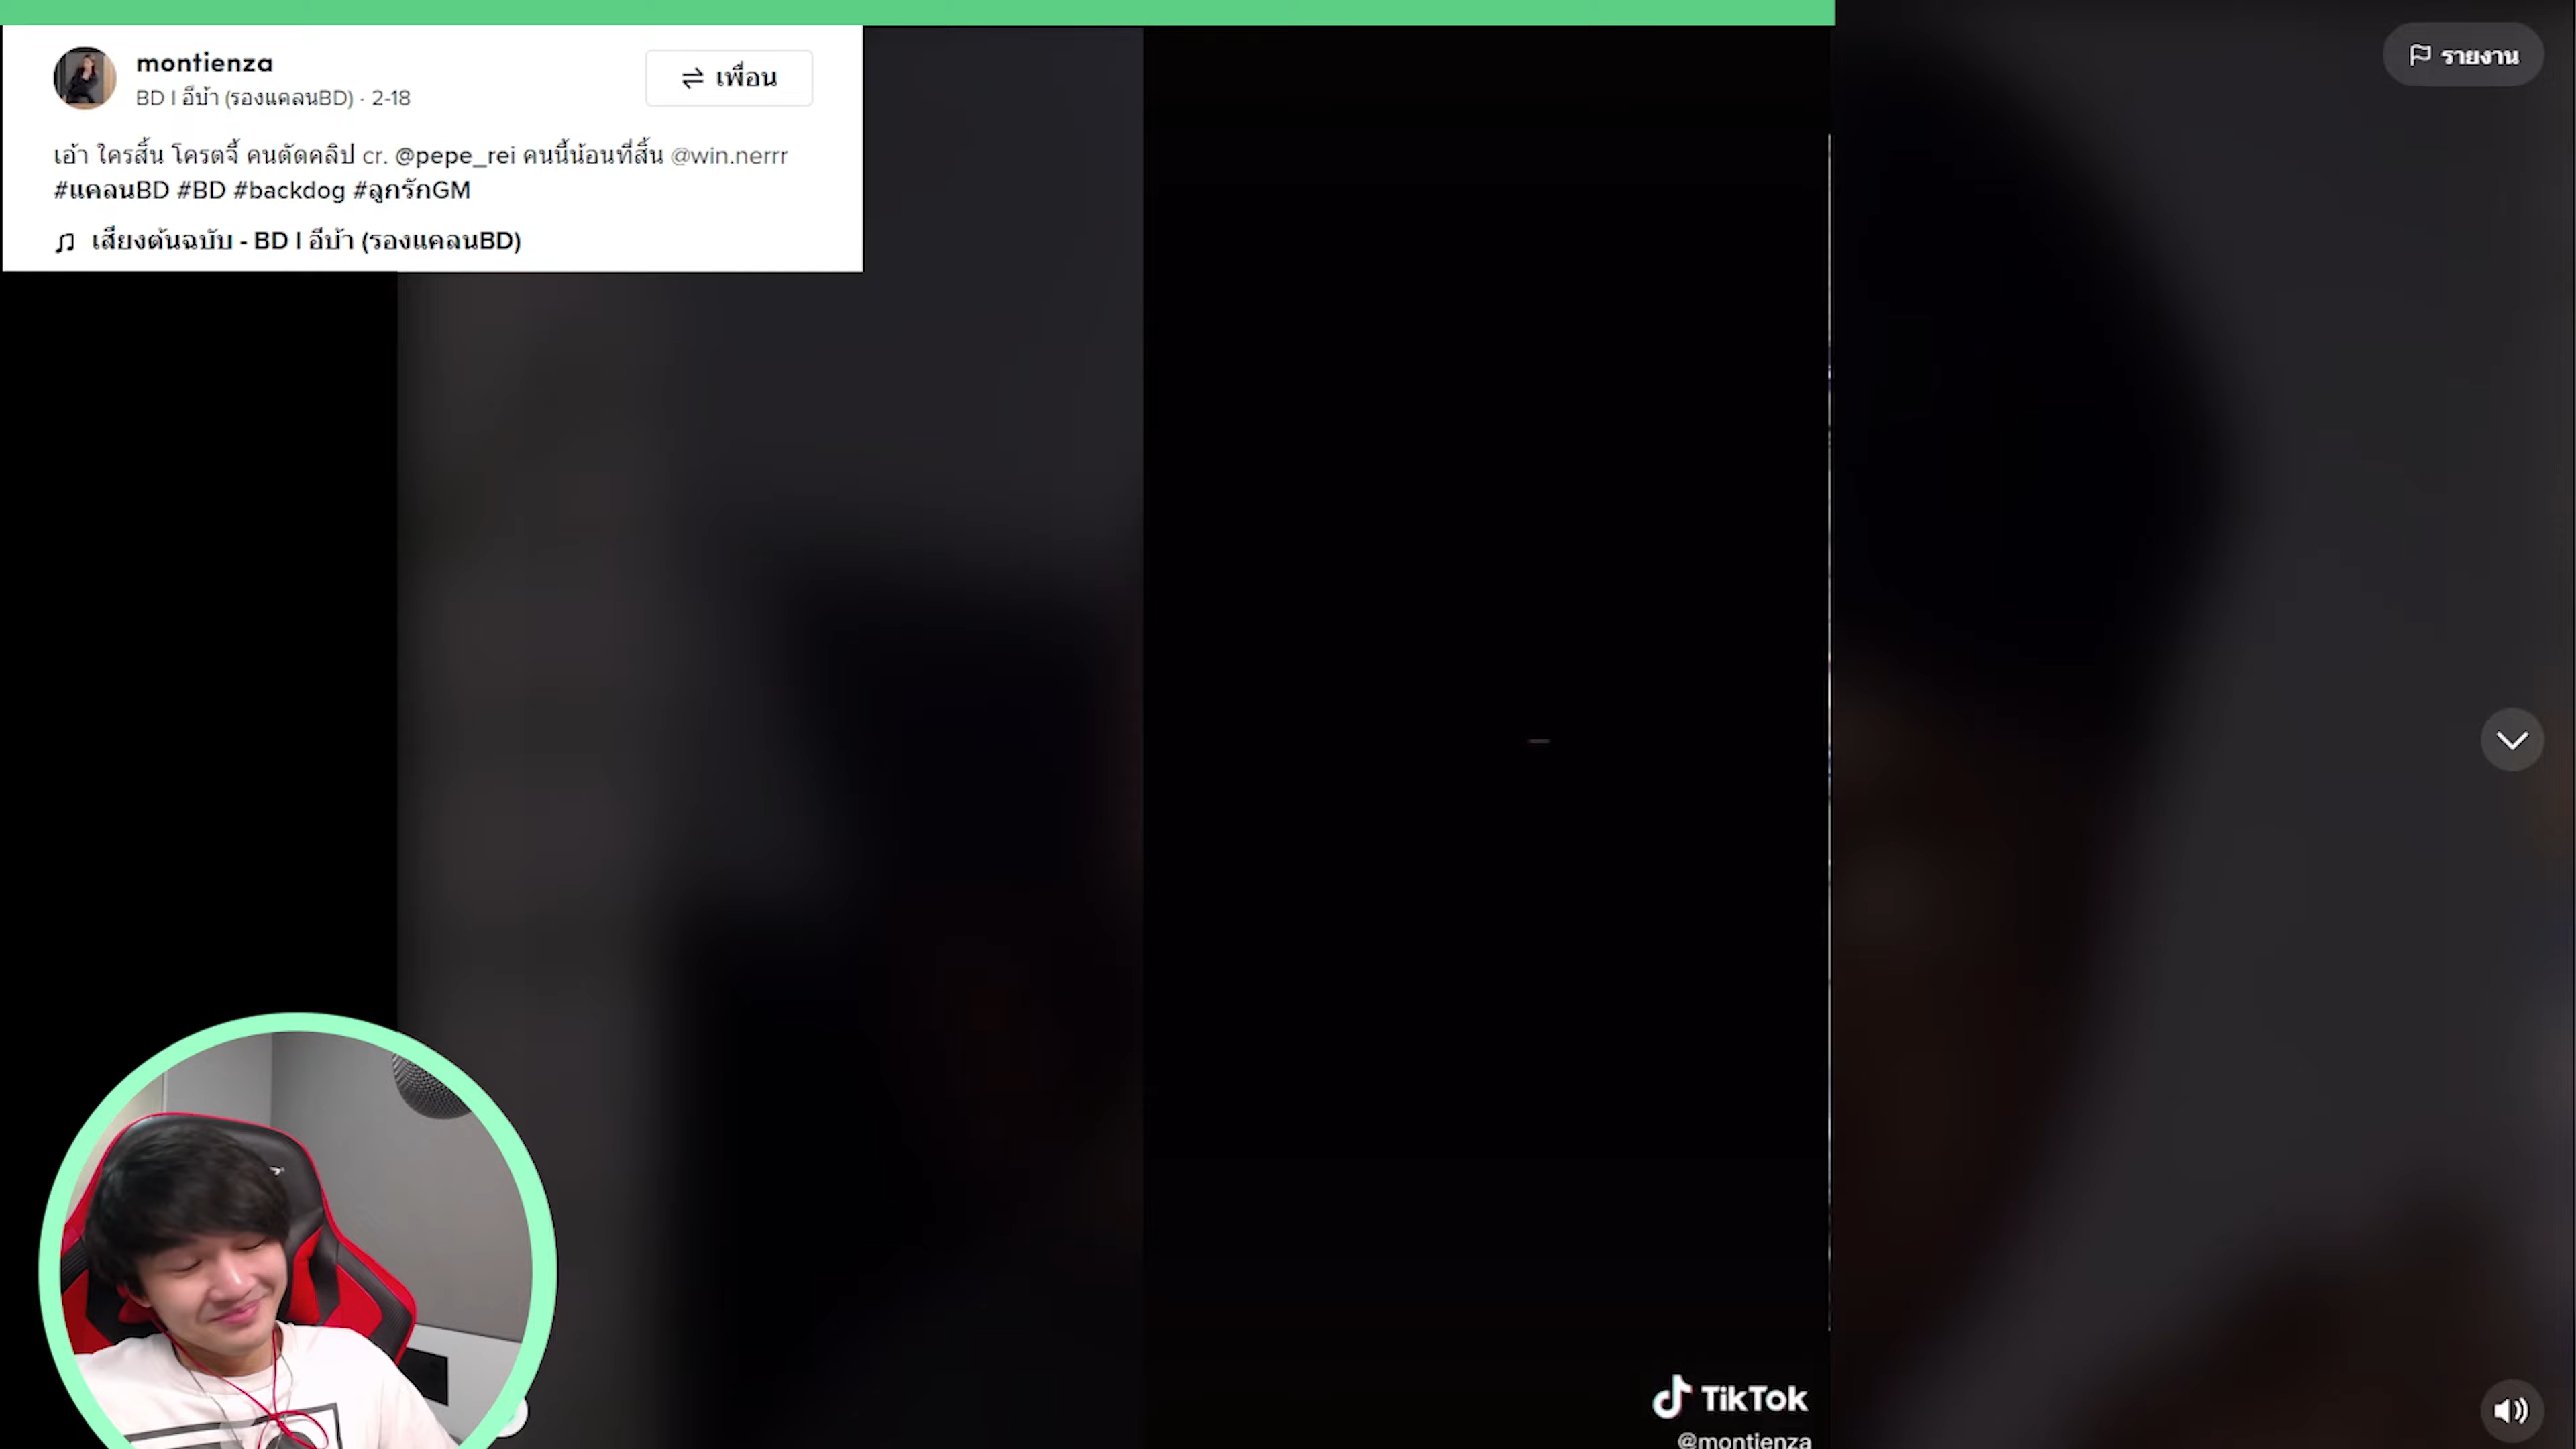 montienza
BD I อีบ้า (รองแคลนBD) · 2-18
เพื่อน
เอ้า ใครสิ้น โครตจี้ คนตัดคลิป cr. @pepe_rei คนนี้น้อนที่สิ้น @win.nerrr
#แคลนBD #BD #backdog #ลูกรักGM
เสียงต้นฉบับ - BD I อีบ้า (รองแคลนBD)
รายงาน
TikTok
@montienza